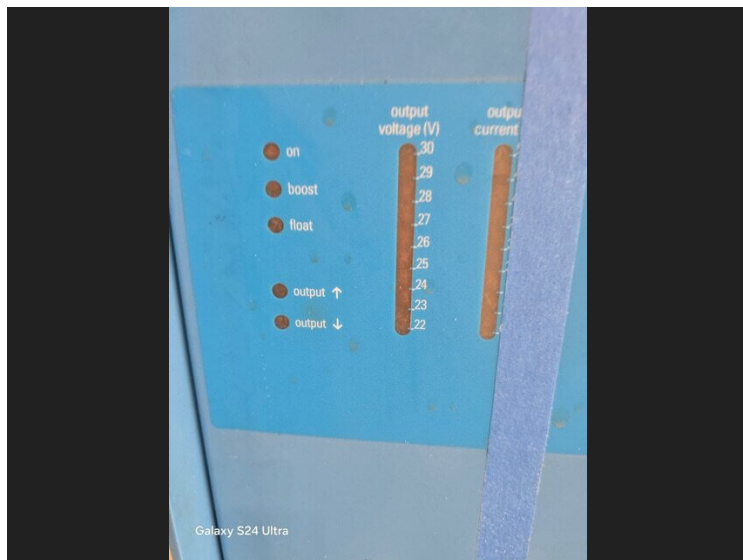 output
voltage (V)
outpu
current
on
boost
float
output ↑
output ↓
30
29
28
27
26
25
24
23
22
Galaxy S24 Ultra